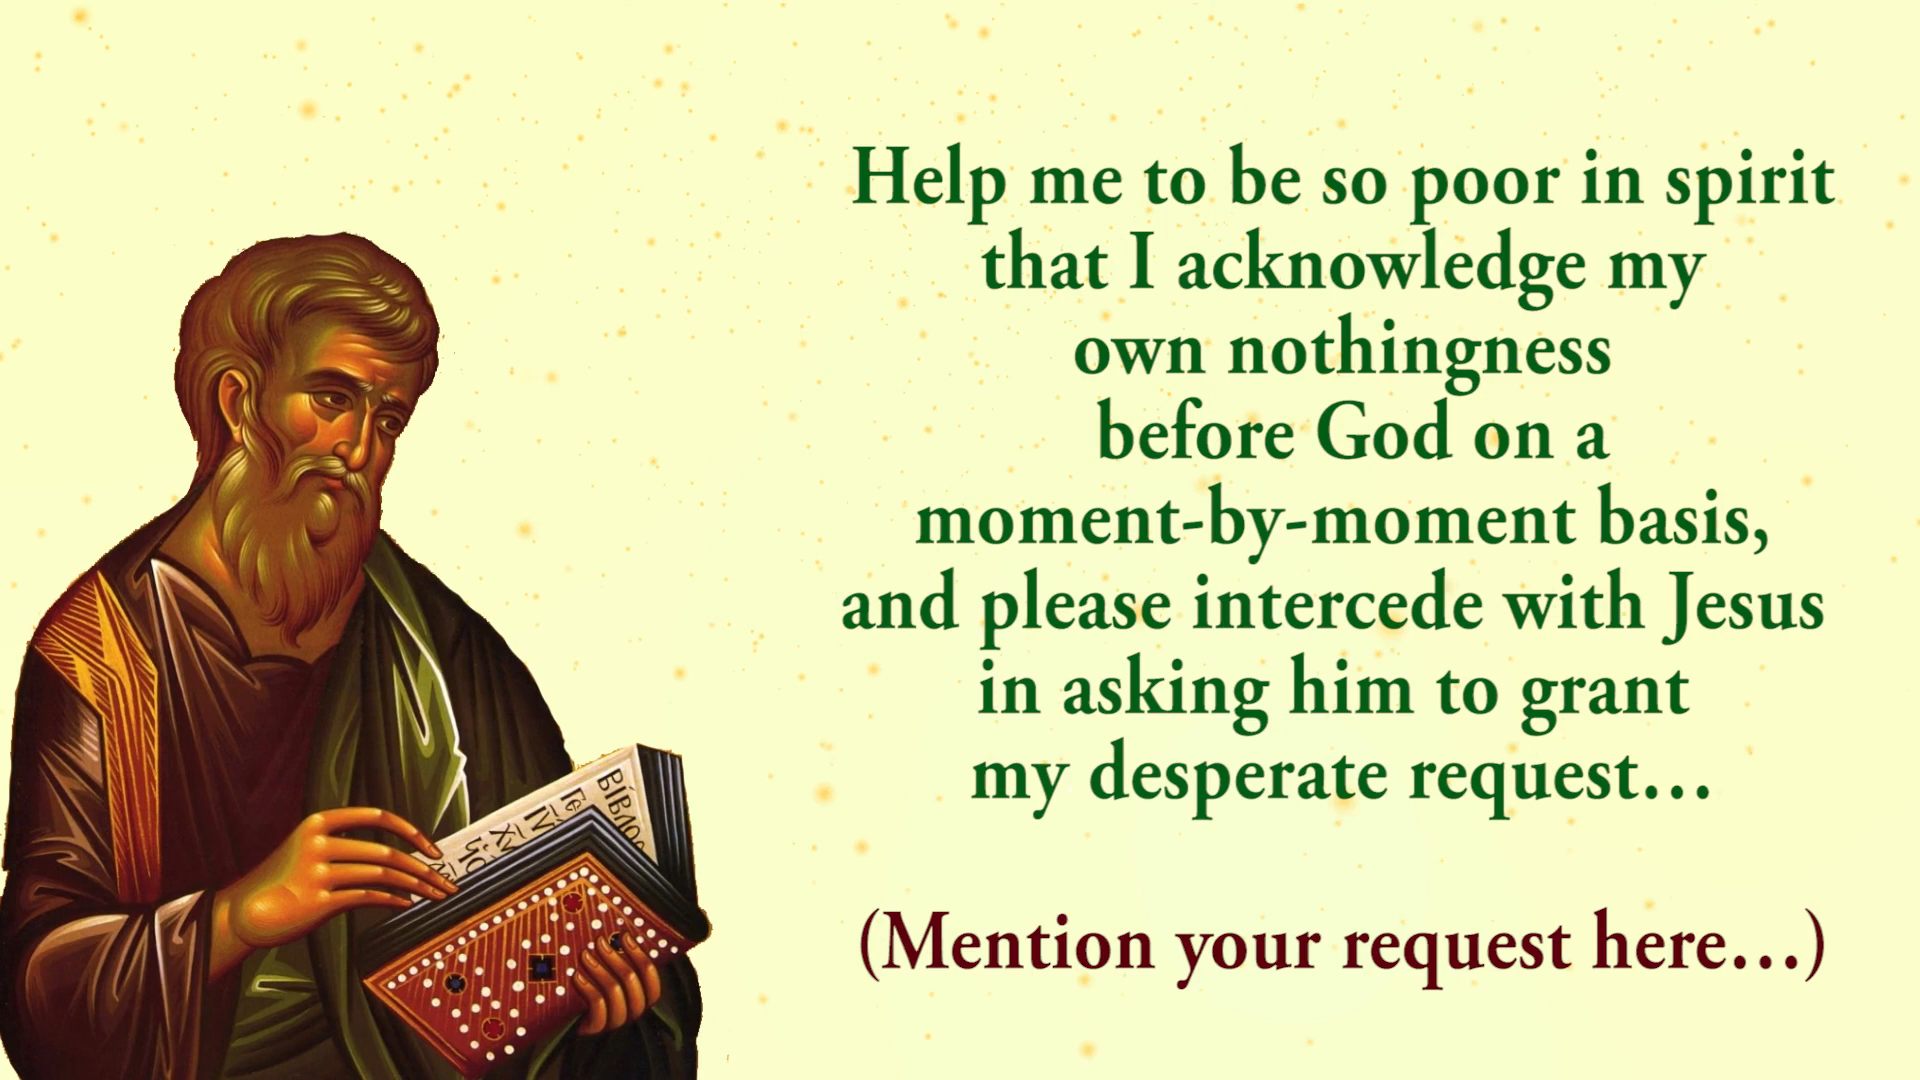 Help me to be so poor in spirit
that I acknowledge my
own nothingness
before God on a
moment-by-moment basis,
and please intercede with Jesus
in asking him to grant
my desperate request...
(Mention your request here...)
ΒΊΒΛΟC